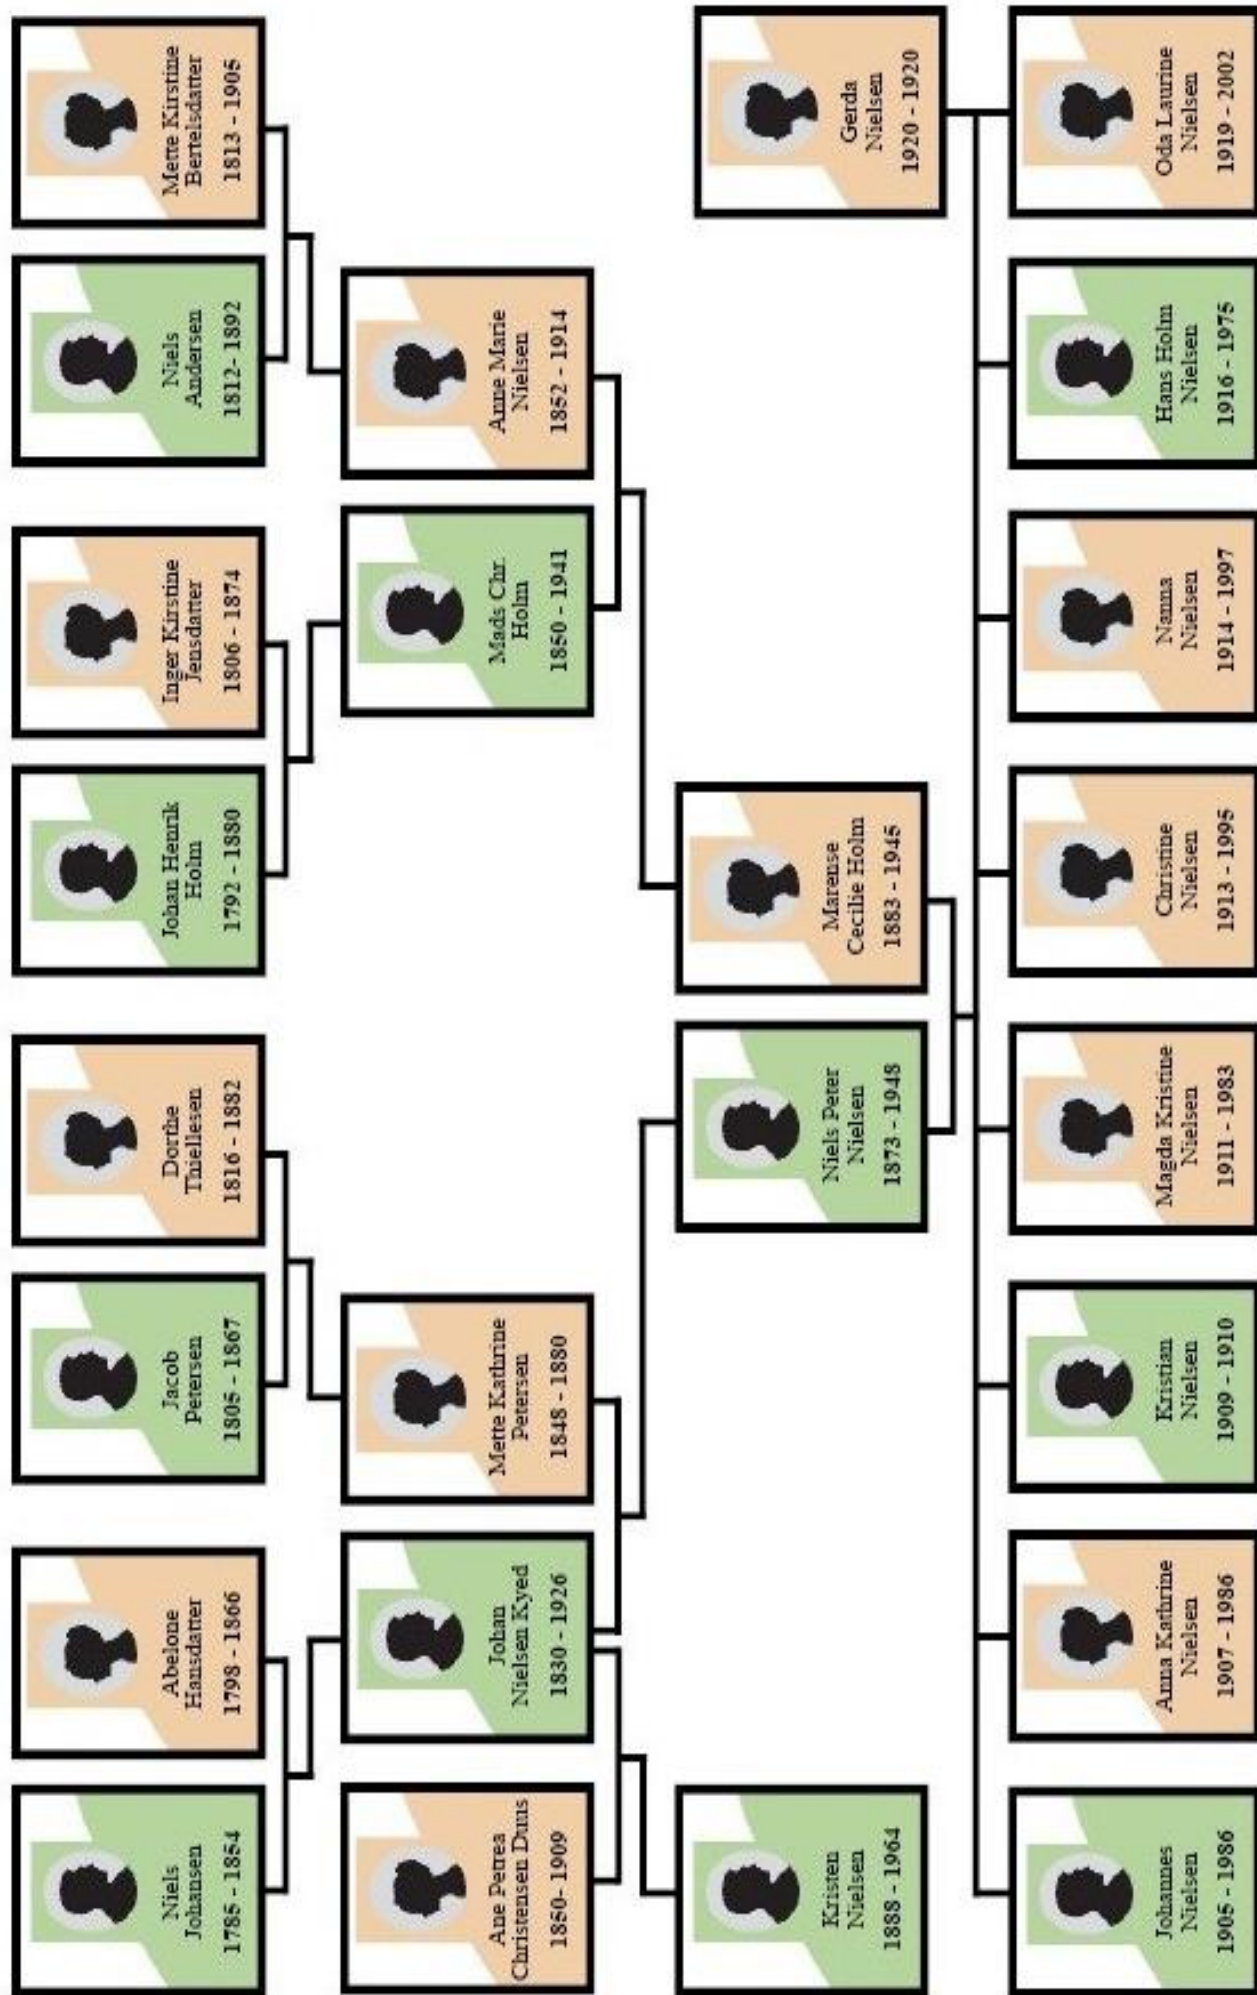 Niels
Johansen
1785 - 1854
Abelone
Hansdatter
1798 - 1866
Jacob
Petersen
1805 - 1867
Dorthe
Thiellesen
1816 - 1882
Johan Henrik
Holm
1792 - 1880
Inger Kirstine
Jensdatter
1806 - 1874
Niels
Andersen
1812- 1892
Mette Kirstine
Bertelsdatter
1813 - 1905
Ane Petrea
Christensen Duus
1850- 1909
Johan
Nielsen Kyed
1830 - 1926
Mette Kathrine
Petersen
1848 - 1880
Mads Chr.
Holm
1850 - 1941
Anne Marie
Nielsen
1852 - 1914
Kristen
Nielsen
1888 - 1964
Niels Peter
Nielsen
1873 - 1948
Marense
Cecilie Holm
1883 - 1945
Gerda
Nielsen
1920 - 1920
Johannes
Nielsen
1905 - 1986
Anna Kathrine
Nielsen
1907 - 1986
Kristian
Nielsen
1909 - 1910
Magda Kristine
Nielsen
1911 - 1983
Christine
Nielsen
1913 - 1995
Nanna
Nielsen
1914 - 1997
Hans Holm
Nielsen
1916 - 1975
Oda Laurine
Nielsen
1919 - 2002